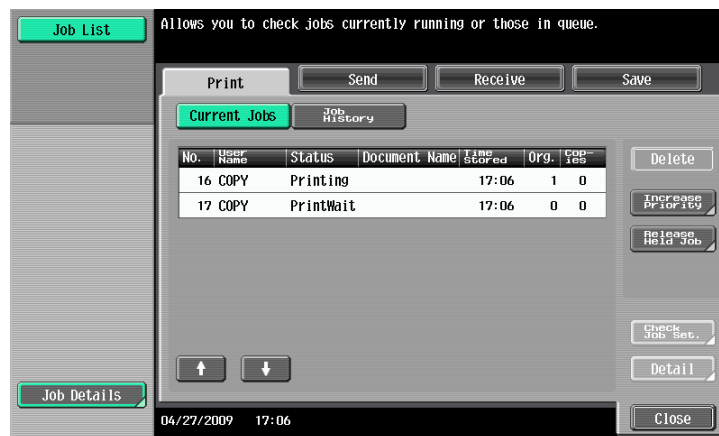 Job List
Allows you to check jobs currently running or those in queue.
Print Send Receive Save
Current Jobs Job History
No. User Name Status Document Name Time Stored Org. Cop- ies
16 COPY Printing 17:06 1 0
17 COPY PrintWait 17:06 0 0
Delete
Increase Priority
Release Held Job
Check Job Set.
Detail
Job Details
04/27/2009 17:06
Close